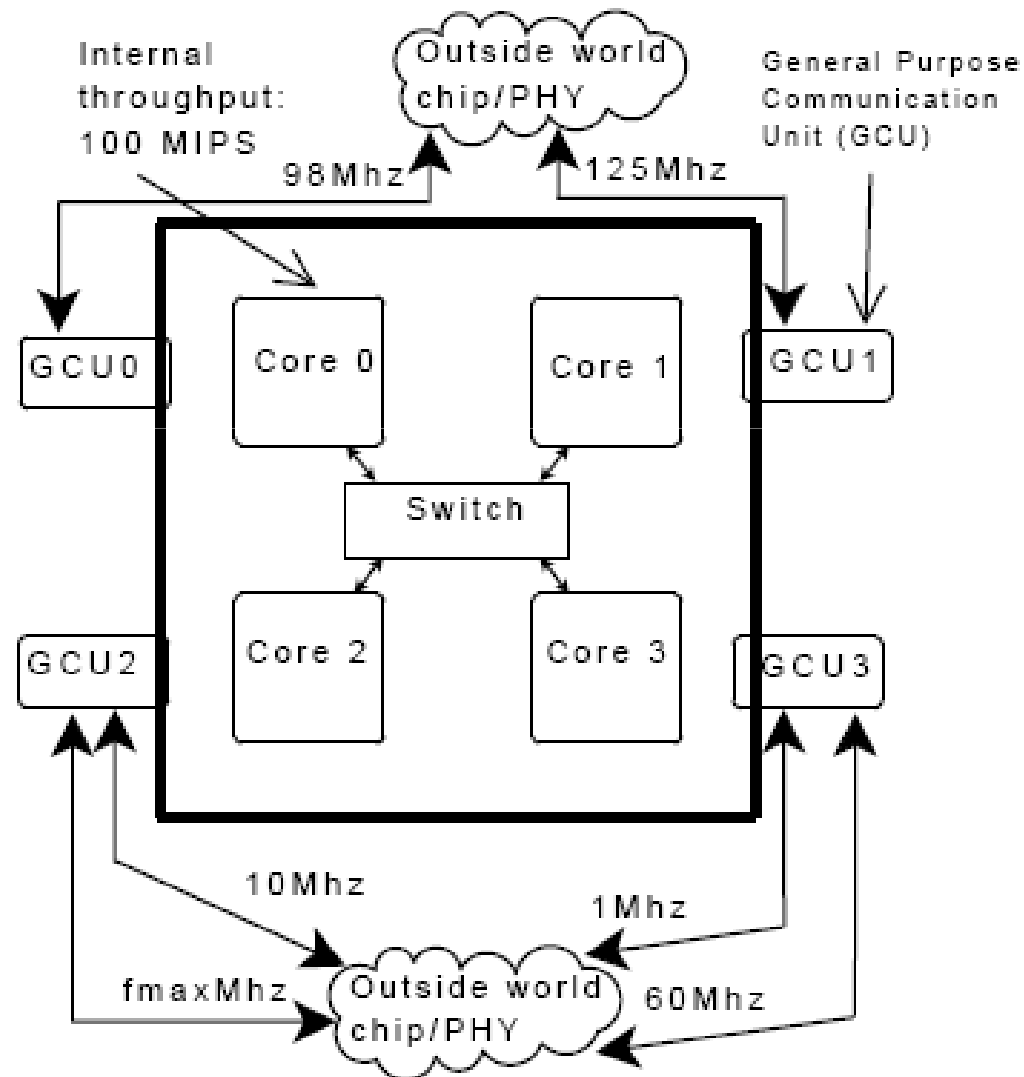 Internal
throughput:
100 MIPS
Outside world
chip/PHY
General Purpose
Communication
Unit (GCU)
98Mhz
125Mhz
GCU0
Core 0
Core 1
GCU1
Switch
GCU2
Core 2
Core 3
GCU3
10Mhz
1Mhz
fmaxMhz
Outside world
chip/PHY
60Mhz